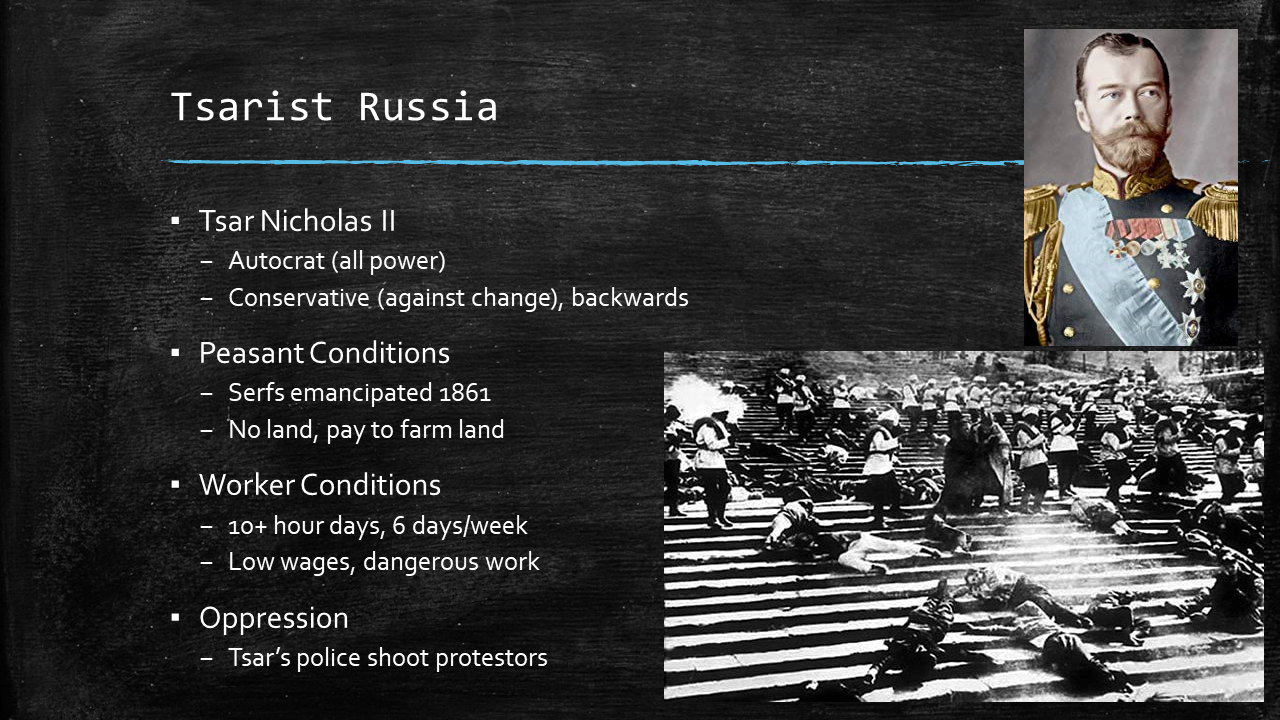 Tsarist Russia
▪ Tsar Nicholas II
– Autocrat (all power)
– Conservative (against change), backwards
▪ Peasant Conditions
– Serfs emancipated 1861
– No land, pay to farm land
▪ Worker Conditions
– 10+ hour days, 6 days/week
– Low wages, dangerous work
▪ Oppression
– Tsar’s police shoot protestors